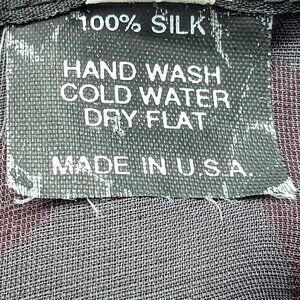 100% SILK
HAND WASH
COLD WATER
DRY FLAT
MADE IN U.S.A.